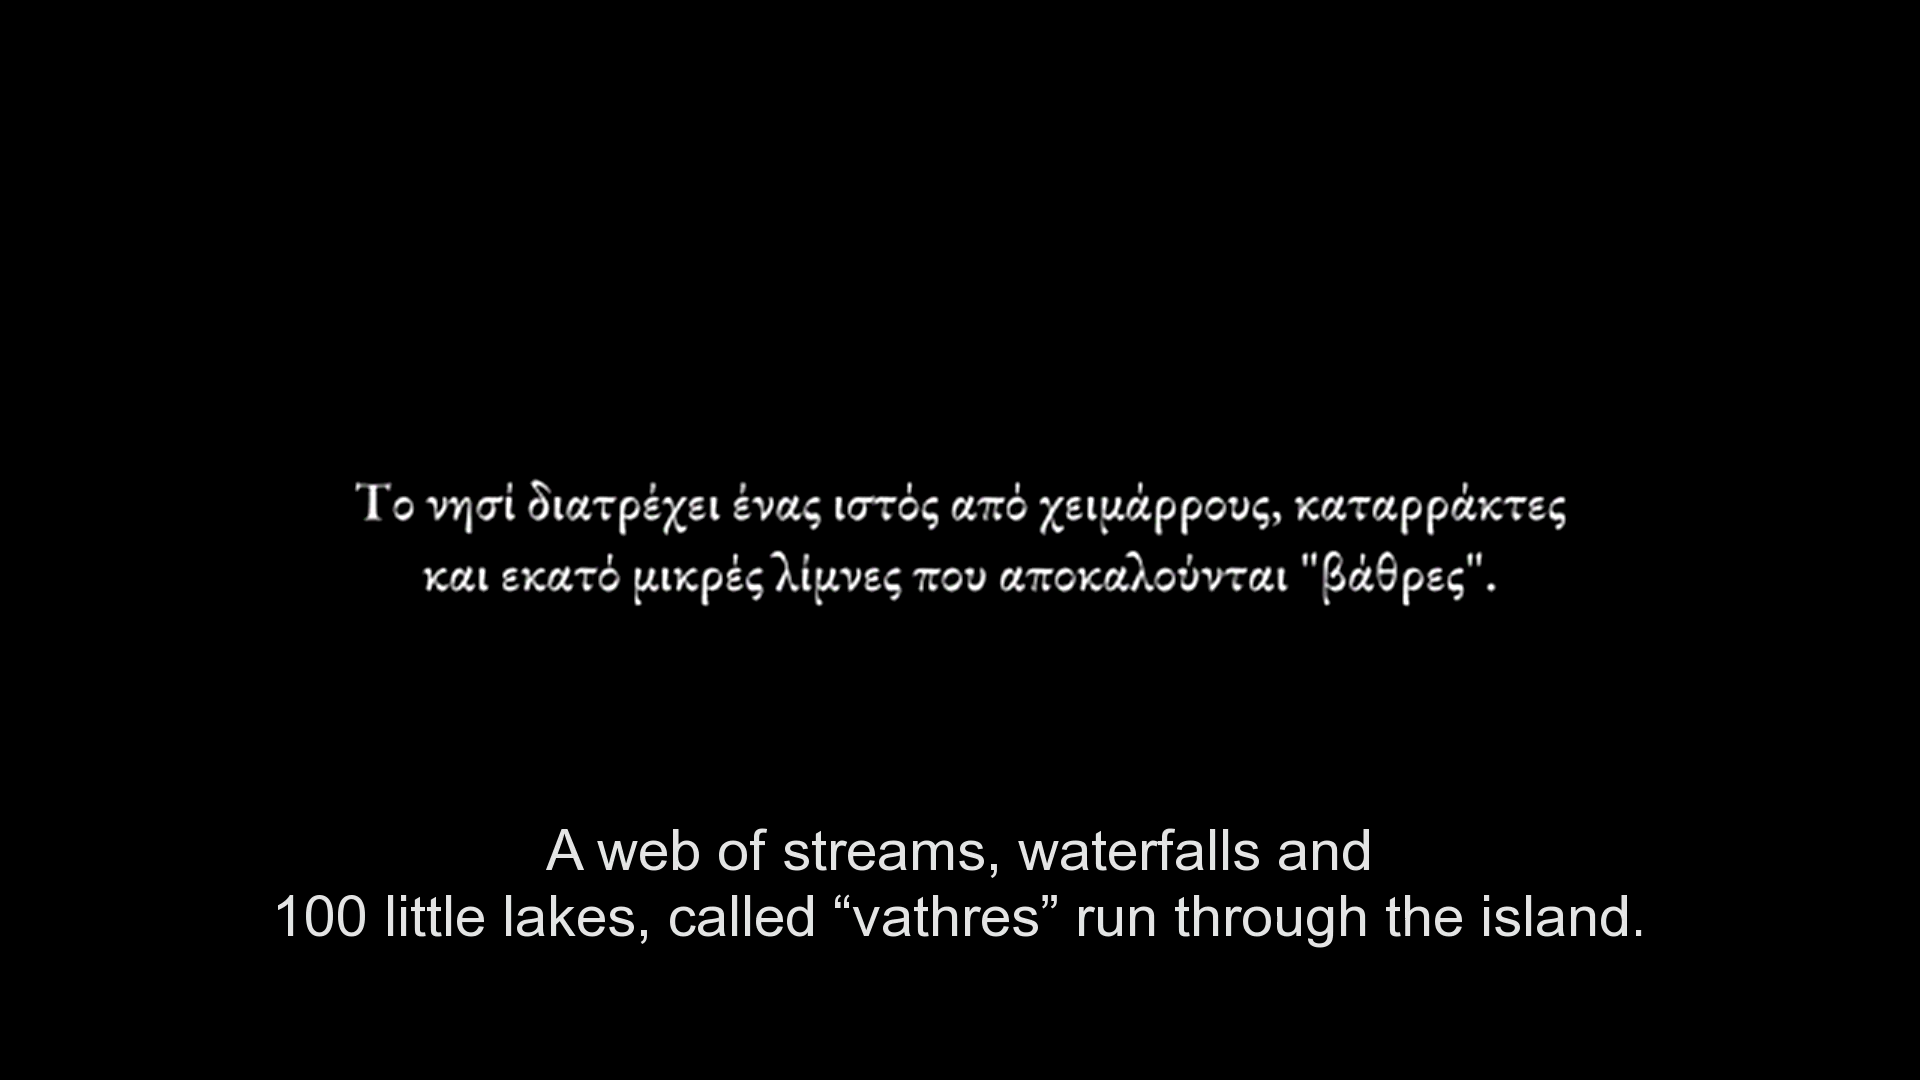 Το νησί διατρέχει ένας ιστός από χειμάρρους, καταρράκτες
και εκατό μικρές λίμνες που αποκαλούνται "βάθρες".
A web of streams, waterfalls and
100 little lakes, called “vathres” run through the island.